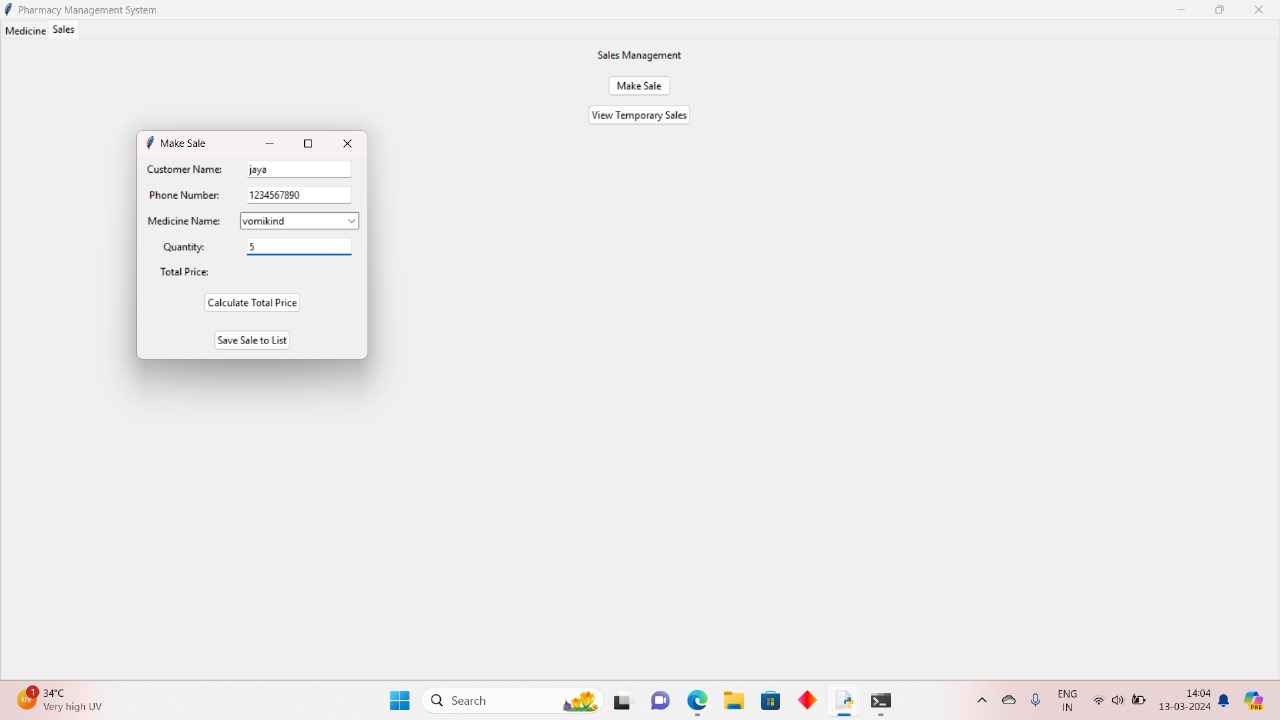 Pharmacy Management System
Medicine Sales
Sales Management
Make Sale
View Temporary Sales
Make Sale
Customer Name: jaya
Phone Number: 1234567890
Medicine Name: vomikind
Quantity: 5
Total Price:
Calculate Total Price
Save Sale to List
1
34°C
Very high UV
Search
ENG
IN
14:04
13-03-2024